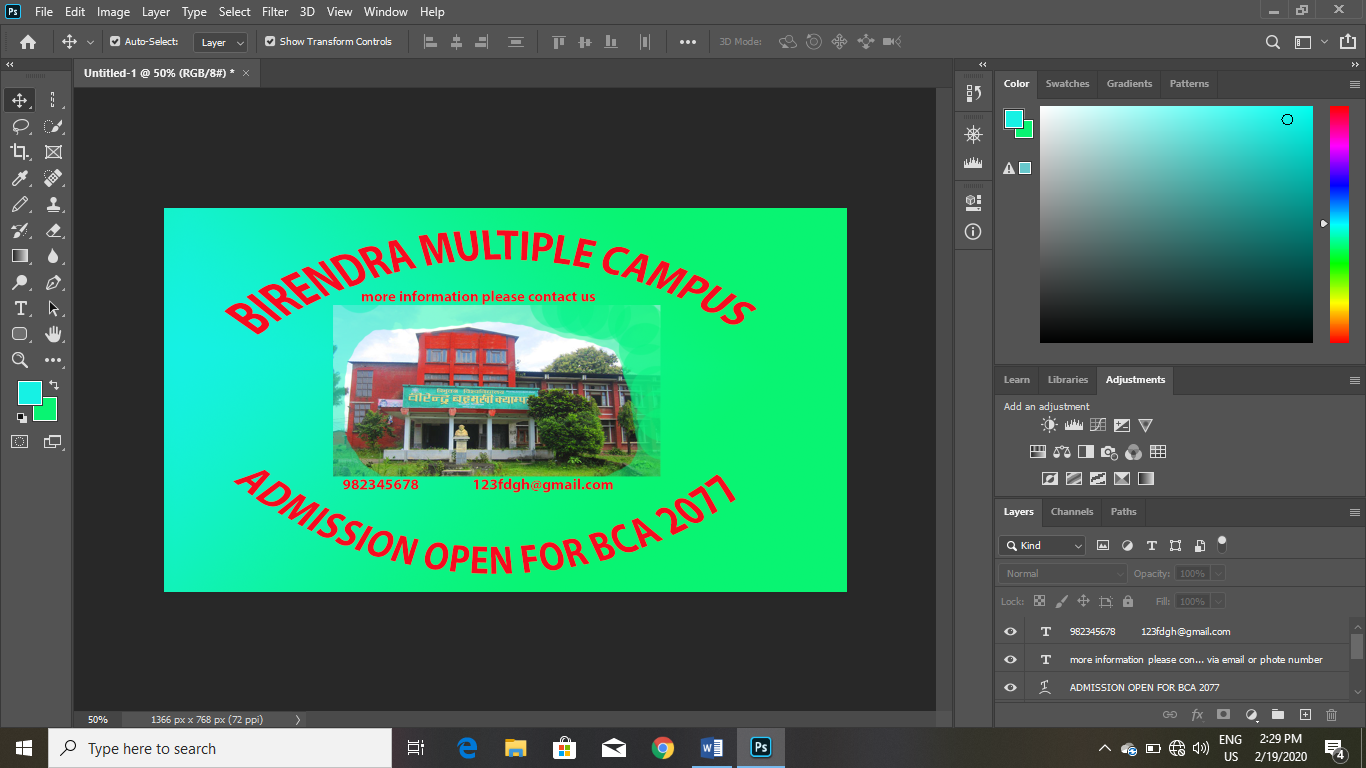 Ps File Edit Image Layer Type Select Filter 3D View Window Help
Auto-Select: Layer Show Transform Controls 3D Mode:
Untitled-1 @ 50% (RGB/8#) * ×
Color Swatches Gradients Patterns
BIRENDRA MULTIPLE CAMPUS
more information please contact us
982345678 123fdgh@gmail.com
ADMISSION OPEN FOR BCA 2077
Learn Libraries Adjustments
Add an adjustment
Layers Channels Paths
Kind
Normal Opacity: 100%
Lock: Fill: 100%
982345678 123fdgh@gmail.com
more information please con... via email or phote number
ADMISSION OPEN FOR BCA 2077
fx
50% 1366 px x 768 px (72 ppi)
Type here to search
ENG 2:29 PM
US 2/19/2020 4